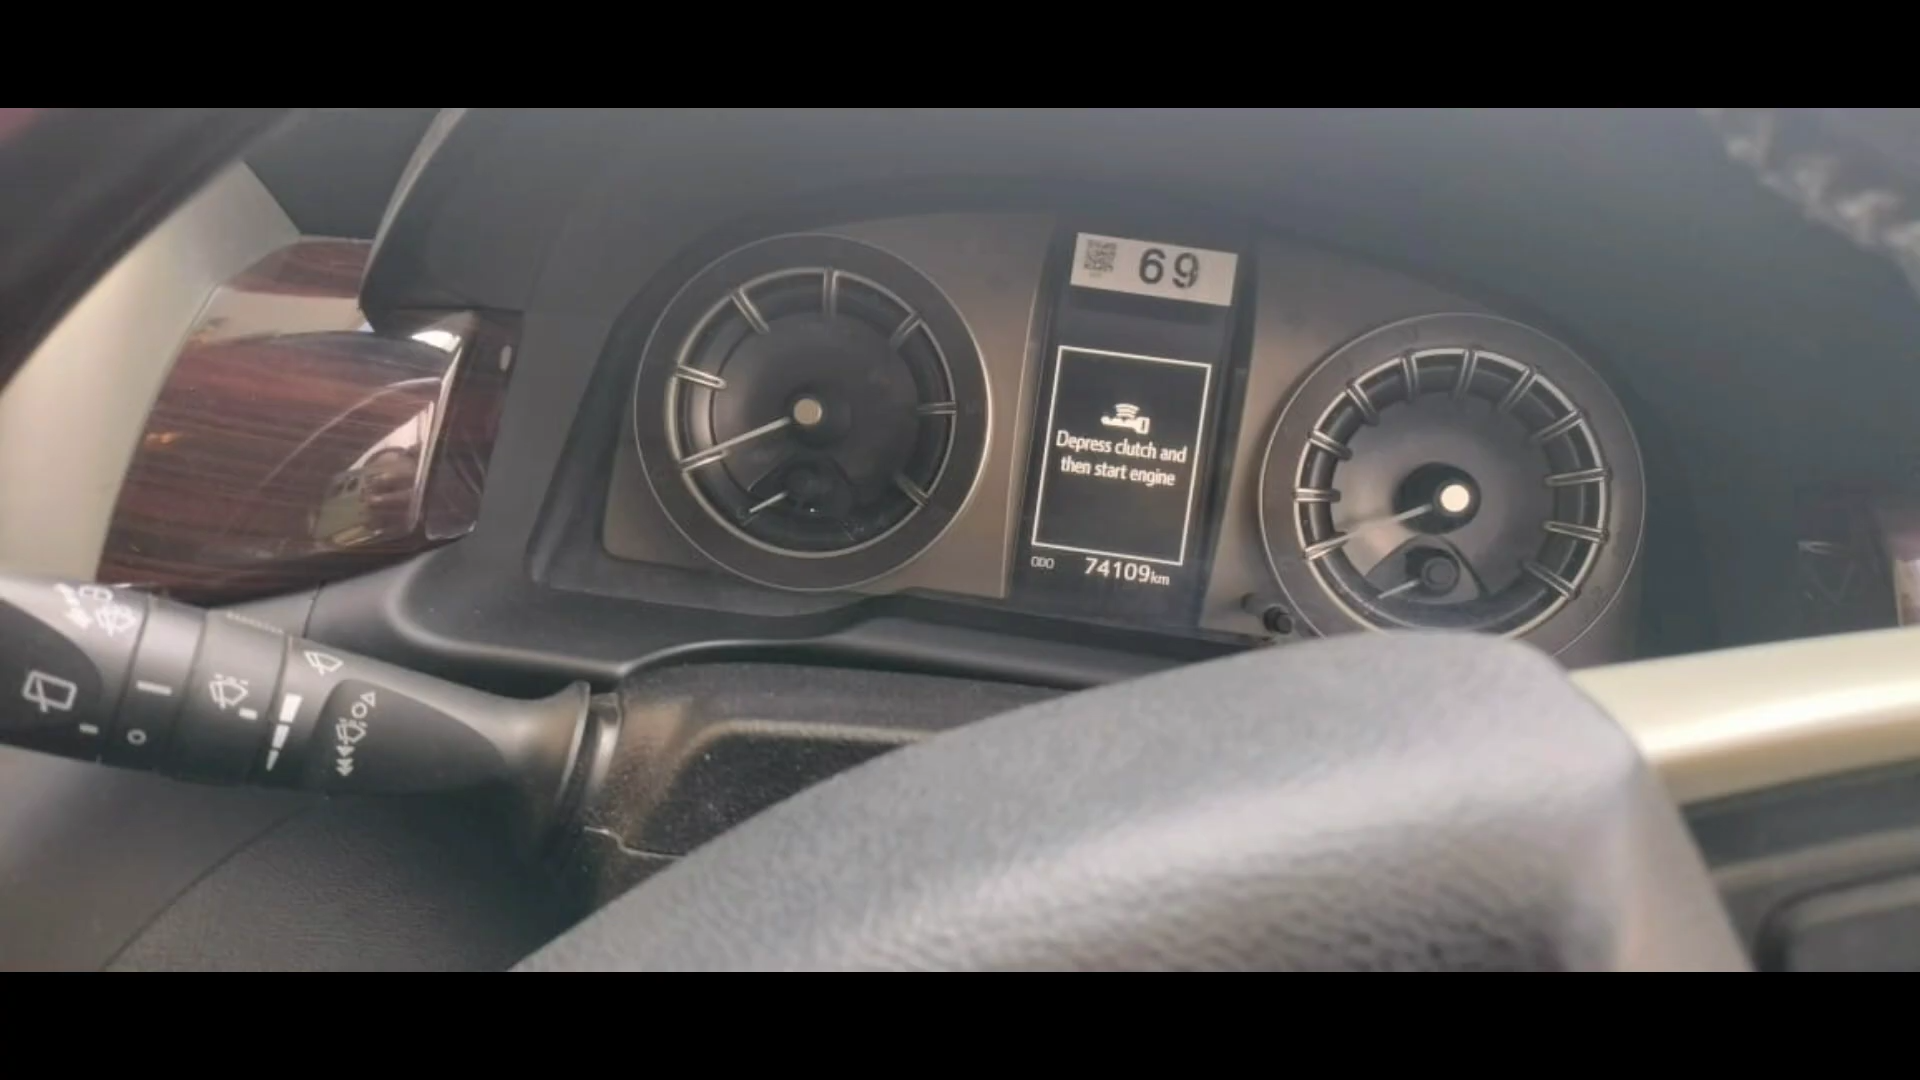 69
Depress clutch and
then start engine
ODO 74109km